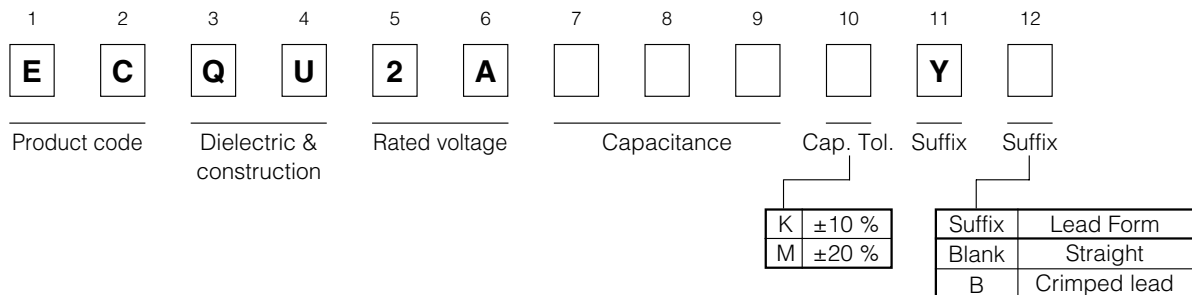 1 2 3 4 5 6 7 8 9 10 11 12
E C Q U 2 A Y
Product code Dielectric & Rated voltage Capacitance Cap. Tol. Suffix Suffix
construction
K ±10 % Suffix Lead Form
M ±20 % Blank Straight
B Crimped lead